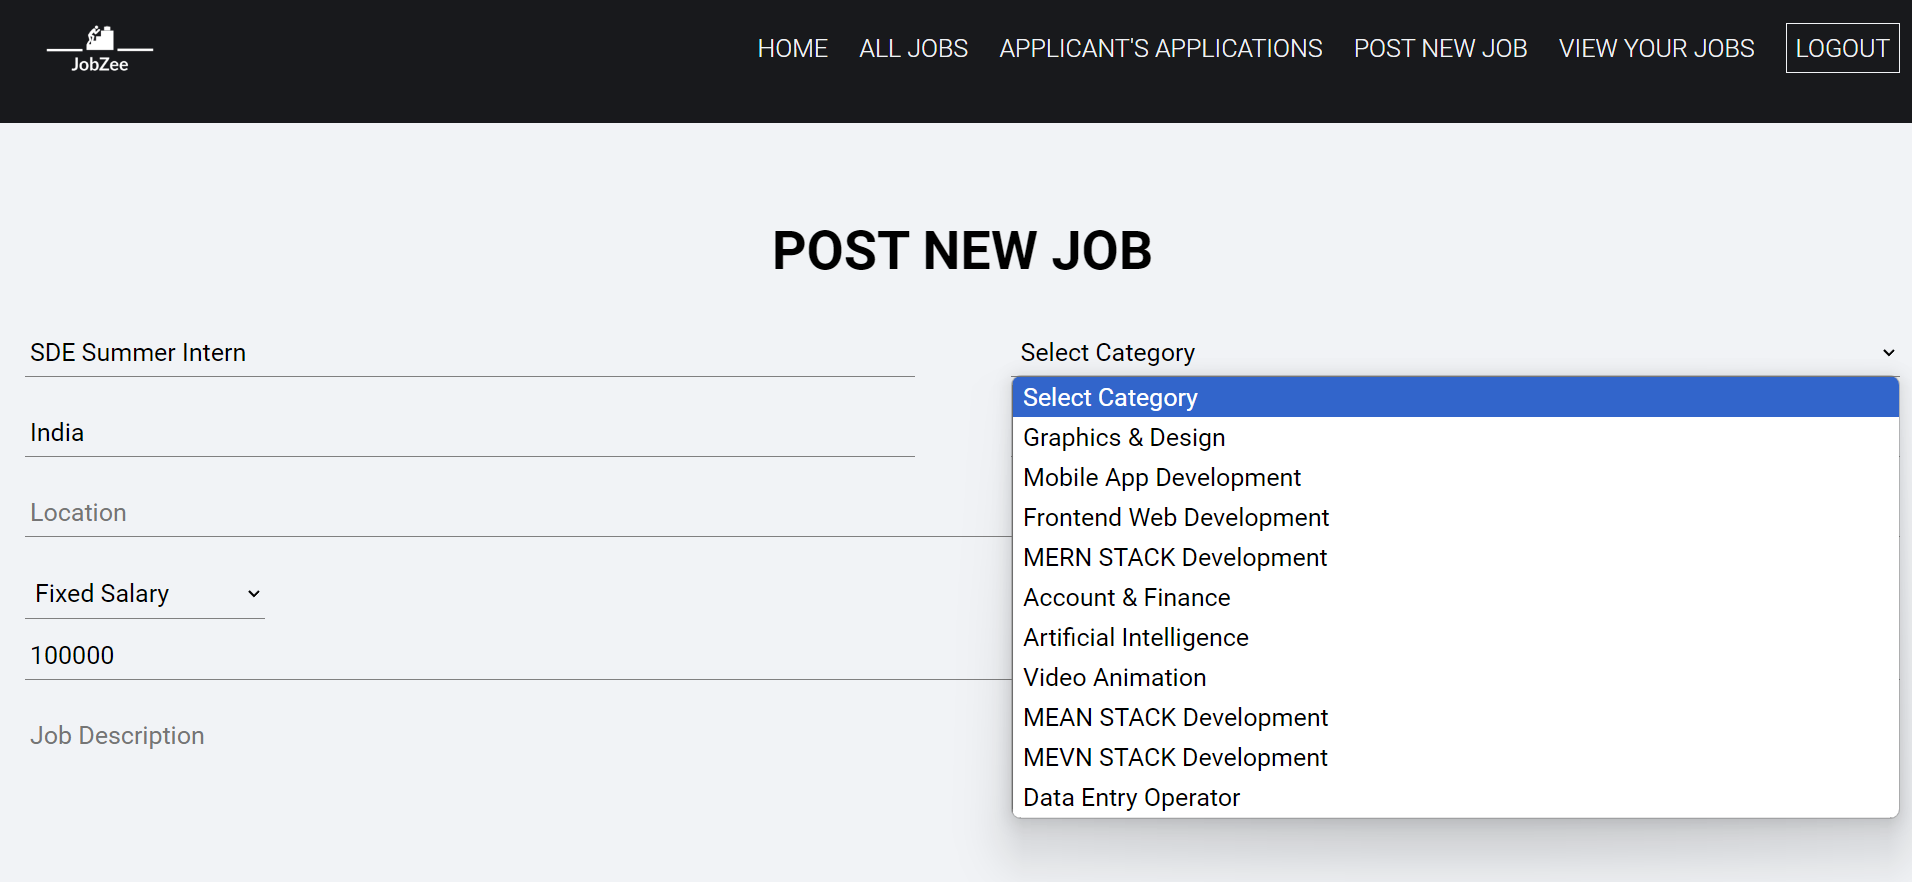 JobZee
HOME ALL JOBS APPLICANT'S APPLICATIONS POST NEW JOB VIEW YOUR JOBS LOGOUT
POST NEW JOB
SDE Summer Intern
Select Category
India
Location
Fixed Salary
100000
Job Description
Select Category
Graphics & Design
Mobile App Development
Frontend Web Development
MERN STACK Development
Account & Finance
Artificial Intelligence
Video Animation
MEAN STACK Development
MEVN STACK Development
Data Entry Operator